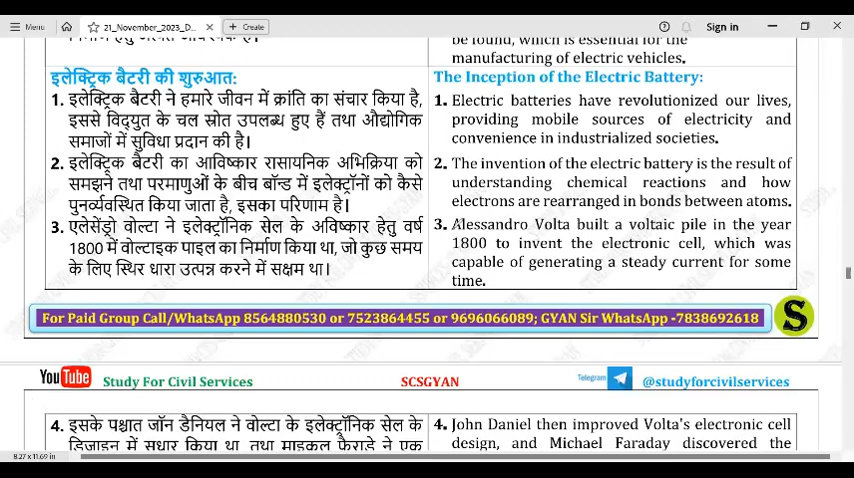 Menu
21_November_2023_D...
Create
Sign in
be found, which is essential for the
manufacturing of electric vehicles.
इलेक्ट्रिक बैटरी की शुरुआत:
1. इलेक्ट्रिक बैटरी ने हमारे जीवन में क्रांति का संचार किया है,
इससे विद्युत के चल स्रोत उपलब्ध हुए हैं तथा औद्योगिक
समाजों में सुविधा प्रदान की है।
2. इलेक्ट्रिक बैटरी का आविष्कार रासायनिक अभिक्रिया को
समझने तथा परमाणुओं के बीच बॉन्ड में इलेक्ट्रॉनों को कैसे
पुनर्व्यवस्थित किया जाता है, इसका परिणाम है।
3. एलेसेंड्रो वोल्टा ने इलेक्ट्रॉनिक सेल के अविष्कार हेतु वर्ष
1800 में वोल्टाइक पाइल का निर्माण किया था, जो कुछ समय
के लिए स्थिर धारा उत्पन्न करने में सक्षम था।
The Inception of the Electric Battery:
1. Electric batteries have revolutionized our lives,
providing mobile sources of electricity and
convenience in industrialized societies.
2. The invention of the electric battery is the result of
understanding chemical reactions and how
electrons are rearranged in bonds between atoms.
3. Alessandro Volta built a voltaic pile in the year
1800 to invent the electronic cell, which was
capable of generating a steady current for some
time.
For Paid Group Call/WhatsApp 8564880530 or 7523864455 or 9696066089; GYAN Sir WhatsApp -7838692618
S
YouTube Study For Civil Services SCSGYAN Telegram @studyforcivilservices
4. इसके पश्चात जॉन डैनियल ने वोल्टा के इलेक्ट्रॉनिक सेल के
डिजाइन में सुधार किया था, तथा माइकल फैराडे ने एक
4. John Daniel then improved Volta's electronic cell
design, and Michael Faraday discovered the
8.27 x 11.69 in